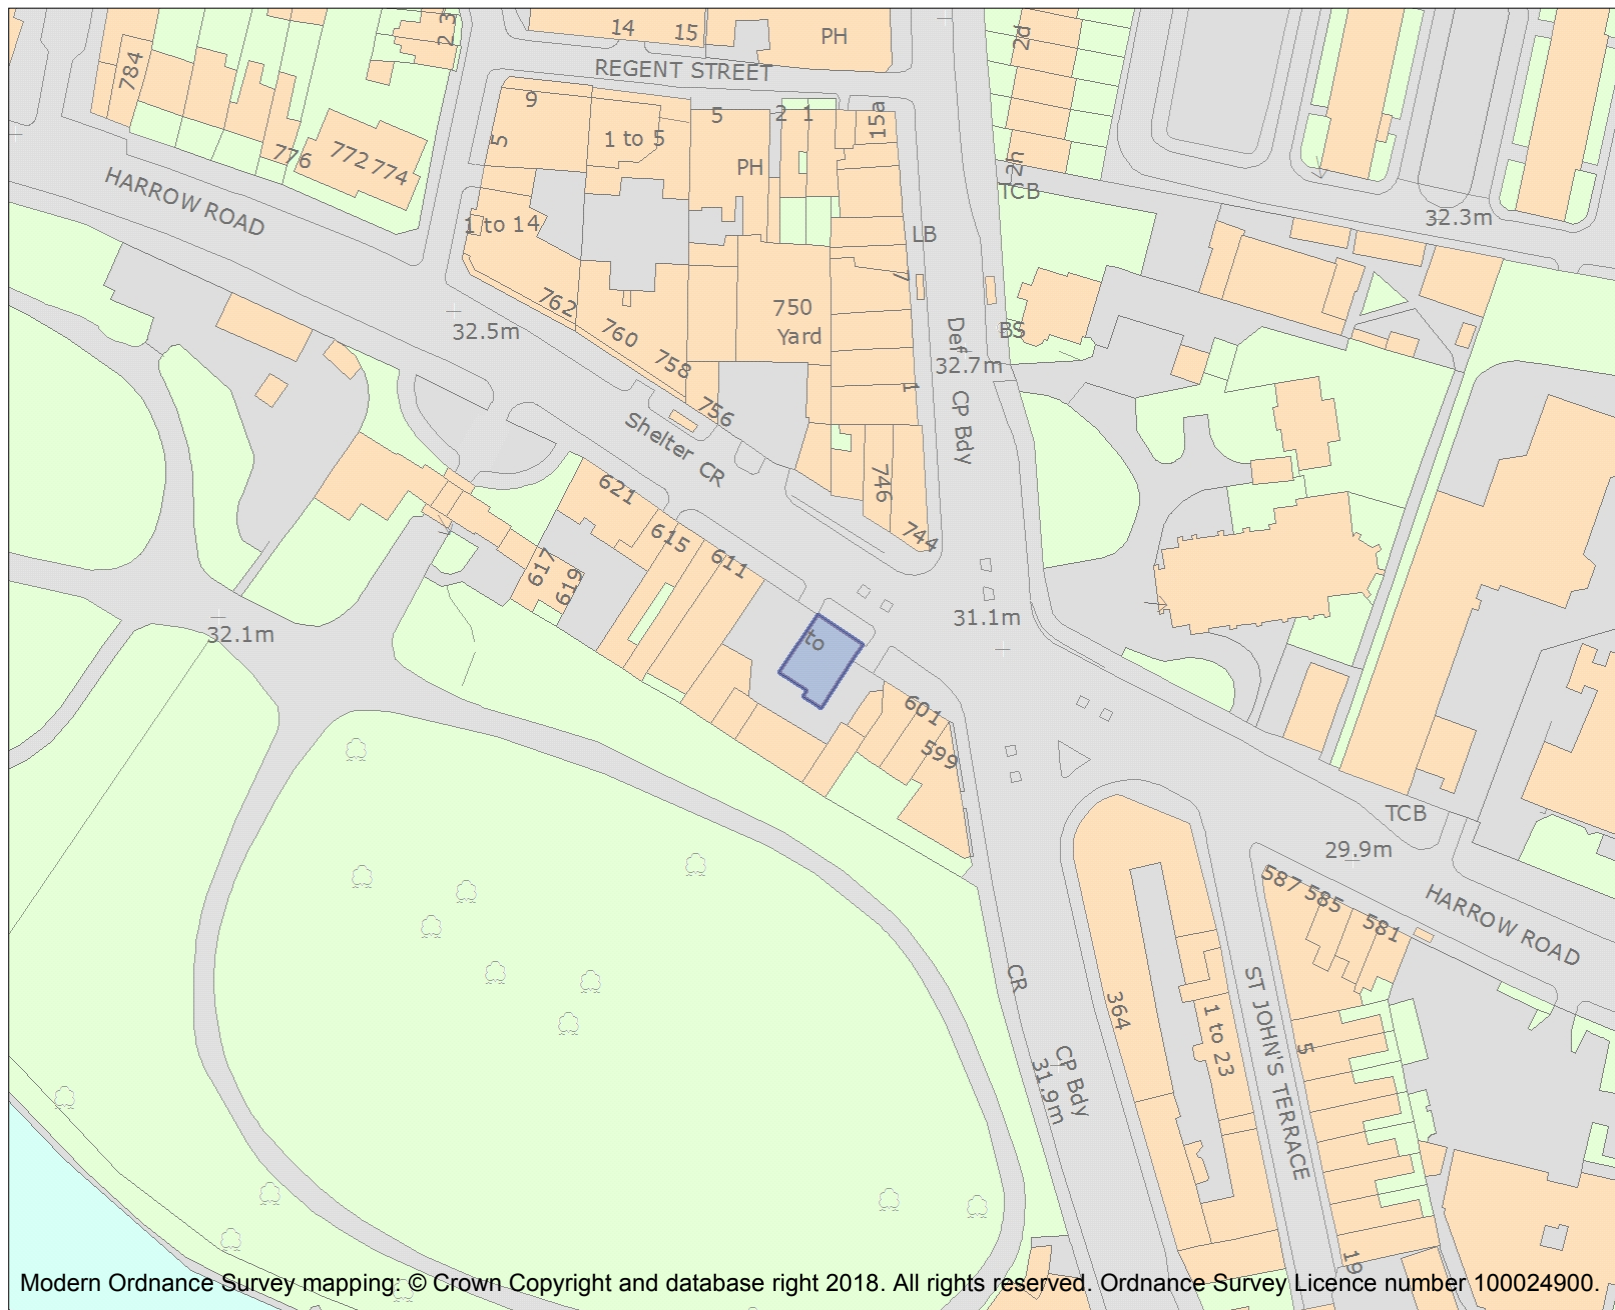 2 3
14
15
PH
2d
784
REGENT STREET
9
5
1 to 5
5
2
1
15a
776
772
774
PH
2h
TCB
HARROW ROAD
1 to 14
32.3m
LB
7
762
750
Yard
32.5m
760
Def
BS
758
32.7m
1
756
Shelter
CR
CP Bdy
621
746
615
744
611
617
619
31.1m
32.1m
to
601
599
TCB
29.9m
587
585
581
HARROW ROAD
CR
364
1 to 23
ST JOHN'S TERRACE
5
CP Bdy
31.9m
19
Modern Ordnance Survey mapping: © Crown Copyright and database right 2018. All rights reserved. Ordnance Survey Licence number 100024900.